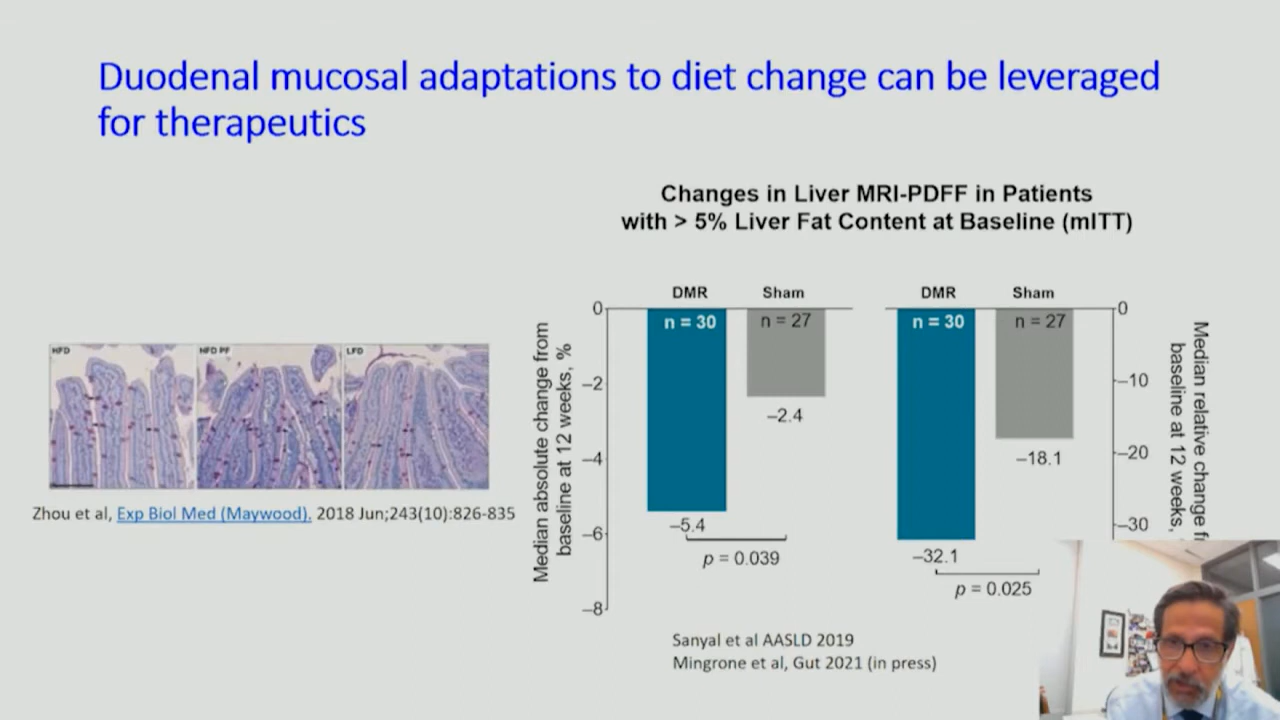 Duodenal mucosal adaptations to diet change can be leveraged
for therapeutics
Changes in Liver MRI-PDFF in Patients
with > 5% Liver Fat Content at Baseline (mITT)
HFD
HFD PF
LFD
Zhou et al, Exp Biol Med (Maywood). 2018 Jun;243(10):826-835
Median absolute change from
baseline at 12 weeks, %
0
–2
–4
–6
–8
DMR
Sham
n = 30
n = 27
–2.4
–5.4
p = 0.039
DMR
Sham
n = 30
n = 27
–18.1
–32.1
p = 0.025
0
–10
–20
–30
Median relative change
baseline at 12 weeks,
Sanyal et al AASLD 2019
Mingrone et al, Gut 2021 (in press)